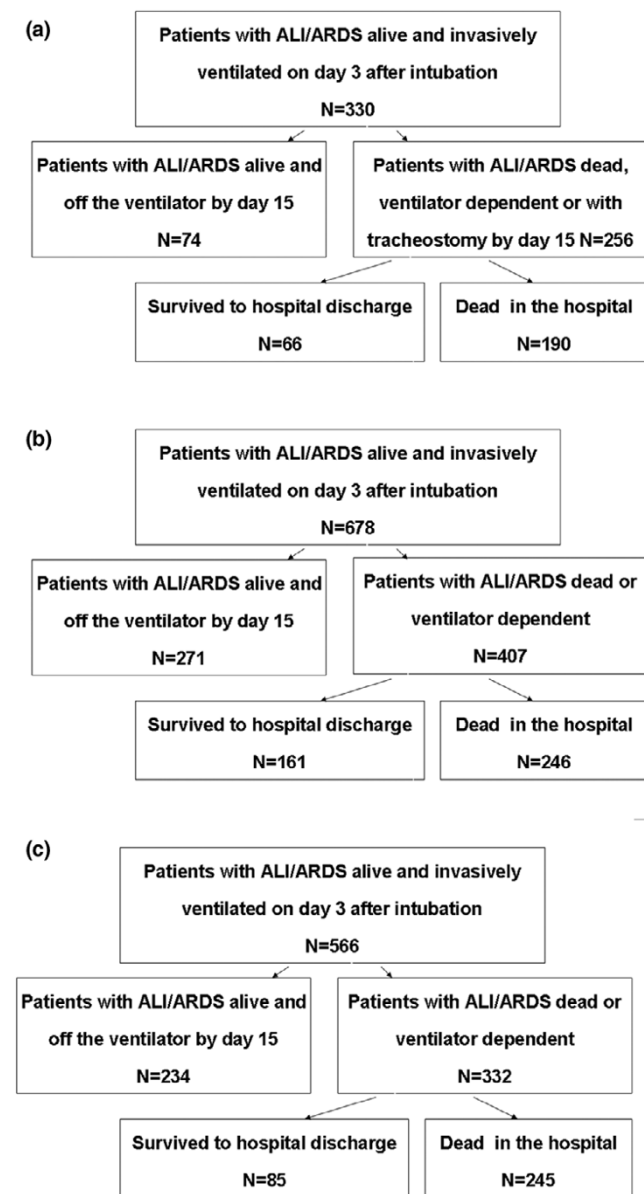 (a)
Patients with ALI/ARDS alive and invasively
ventilated on day 3 after intubation
N=330
Patients with ALI/ARDS alive and
off the ventilator by day 15
N=74
Patients with ALI/ARDS dead,
ventilator dependent or with
tracheostomy by day 15 N=256
Survived to hospital discharge
N=66
Dead in the hospital
N=190
(b)
Patients with ALI/ARDS alive and invasively
ventilated on day 3 after intubation
N=678
Patients with ALI/ARDS alive and
off the ventilator by day 15
N=271
Patients with ALI/ARDS dead or
ventilator dependent
N=407
Survived to hospital discharge
N=161
Dead in the hospital
N=246
(c)
Patients with ALI/ARDS alive and invasively
ventilated on day 3 after intubation
N=566
Patients with ALI/ARDS alive and
off the ventilator by day 15
N=234
Patients with ALI/ARDS dead or
ventilator dependent
N=332
Survived to hospital discharge
N=85
Dead in the hospital
N=245